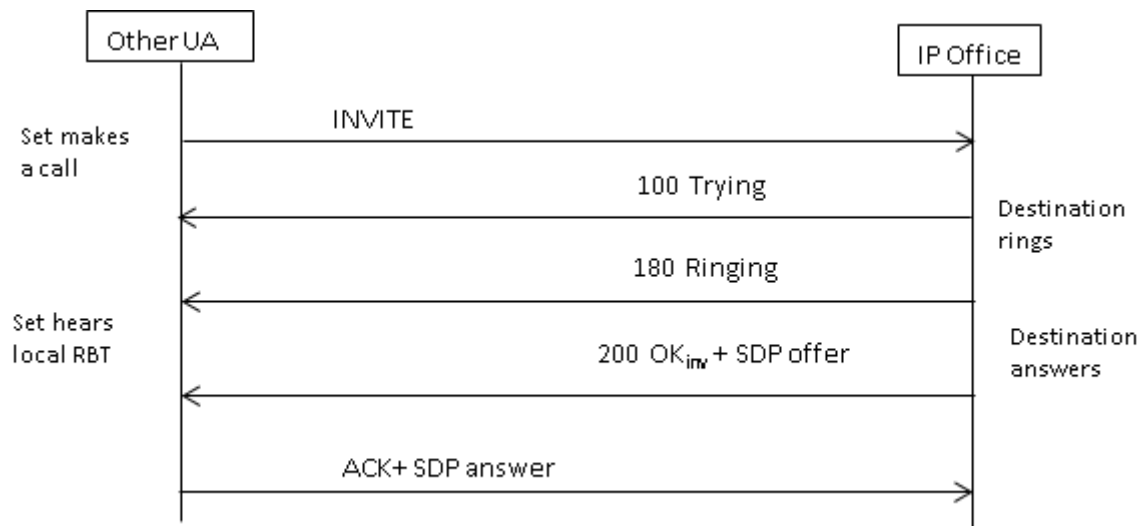 Other UA
IP Office
INVITE
Set makes
a call
100 Trying
Destination
rings
180 Ringing
Set hears
local RBT
200 OKinv + SDP offer
Destination
answers
ACK+ SDP answer